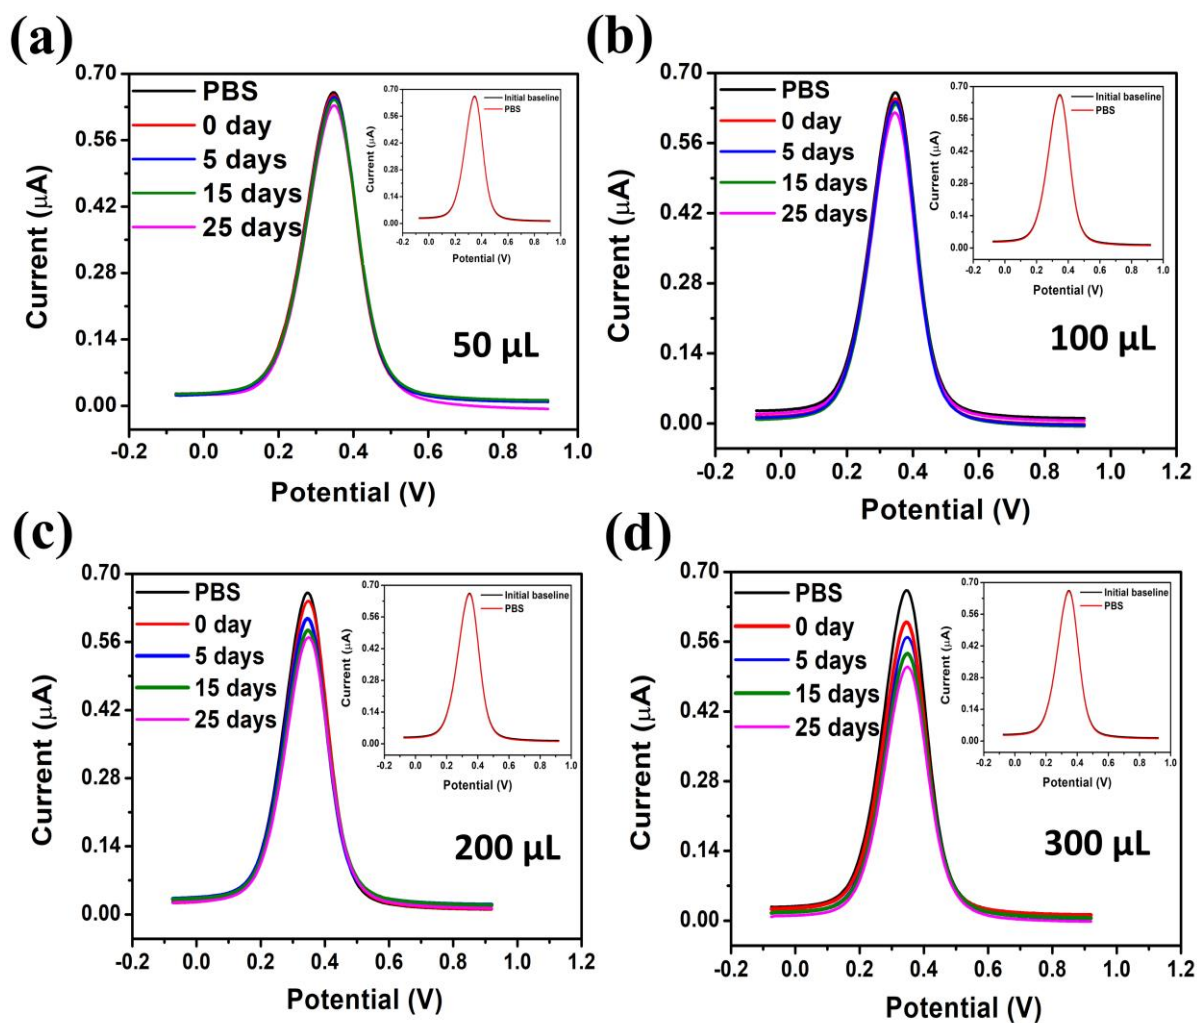 (a)
PBS
0 day
5 days
15 days
25 days
50 μL
Current (μA)
0.70
0.56
0.42
0.28
0.14
0.00
-0.2 0.0 0.2 0.4 0.6 0.8 1.0
Potential (V)
Initial baseline
PBS
Current (μA)
0.70
0.56
0.42
0.28
0.14
0.00
-0.2 0.0 0.2 0.4 0.6 0.8 1.0
Potential (V)
(b)
PBS
0 day
5 days
15 days
25 days
100 μL
Current (μA)
0.70
0.56
0.42
0.28
0.14
0.00
-0.2 0.0 0.2 0.4 0.6 0.8 1.0 1.2
Potential (V)
Initial baseline
PBS
Current (μA)
0.70
0.56
0.42
0.28
0.14
0.00
-0.2 0.0 0.2 0.4 0.6 0.8 1.0
Potential (V)
(c)
PBS
0 day
5 days
15 days
25 days
200 μL
Current (μA)
0.70
0.56
0.42
0.28
0.14
0.00
-0.2 0.0 0.2 0.4 0.6 0.8 1.0 1.2
Potential (V)
Initial baseline
PBS
Current (μA)
0.70
0.56
0.42
0.28
0.14
0.00
-0.2 0.0 0.2 0.4 0.6 0.8 1.0
Potential (V)
(d)
PBS
0 day
5 days
15 days
25 days
300 μL
Current (μA)
0.70
0.56
0.42
0.28
0.14
0.00
-0.2 0.0 0.2 0.4 0.6 0.8 1.0 1.2
Potential (V)
Initial baseline
PBS
Current (μA)
0.70
0.56
0.42
0.28
0.14
0.00
-0.2 0.0 0.2 0.4 0.6 0.8 1.0
Potential (V)